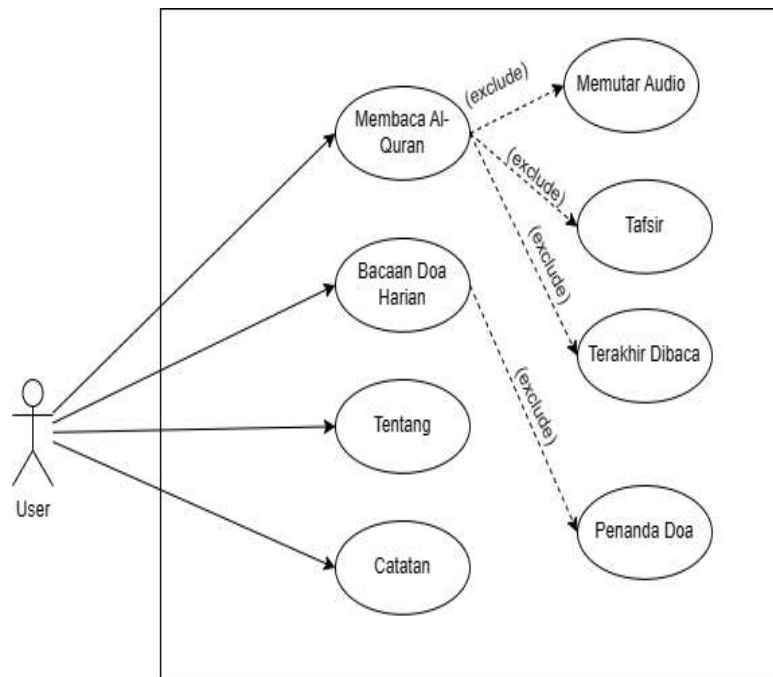 (exclude)
Memutar Audio
Membaca Al-
Quran
(exclude)
Tafsir
(exclude)
Bacaan Doa
Harian
Terakhir Dibaca
(exclude)
Tentang
User
Penanda Doa
Catatan